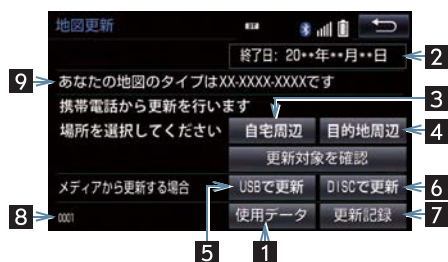 地図更新
終了日: 20**年**月**日
2
9
あなたの地図のタイプはXX-XXXX-XXXXです
携帯電話から更新を行います
3
場所を選択してください 自宅周辺 目的地周辺
4
更新対象を確認
メディアから更新する場合 USBで更新 DISCで更新
6
8
0001 使用データ 更新記録
7
5
1